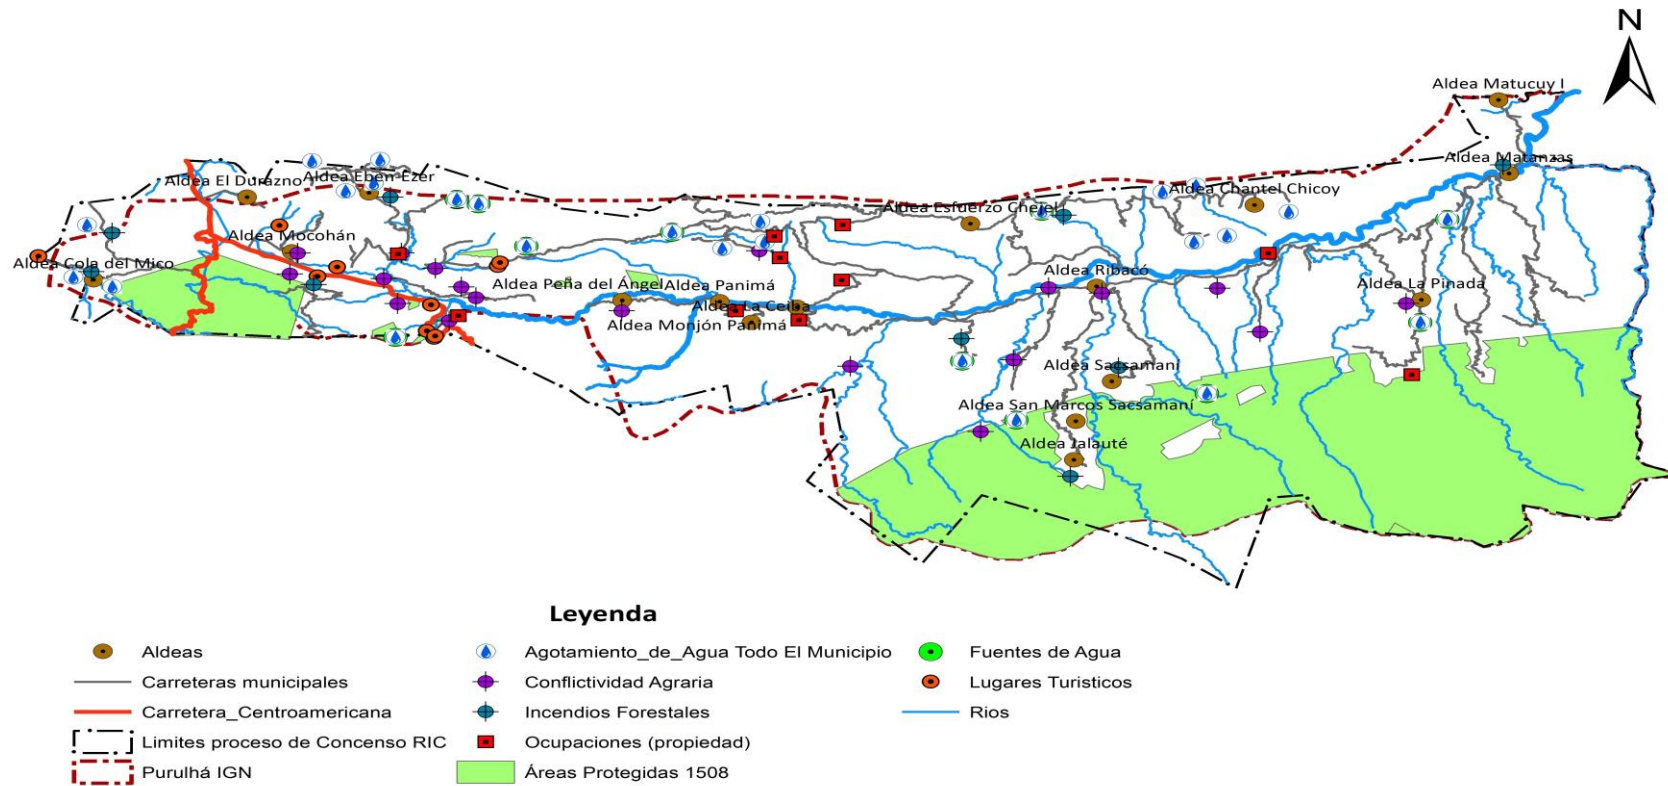 N
Aldea Matucuy I
Aldea Matanzas
Aldea El Durazno
Aldea Eben-Ezer
Aldea Chantel Chicoy
Aldea Esfuerzo Chejel
Aldea Mocohán
Aldea Cola del Mico
Aldea Ribacó
Aldea Peña del Ángel
Aldea Panimá
Aldea La Pinada
Aldea La Ceiba
Aldea Monjón Panimá
Aldea Sacsamaní
Aldea San Marcos Sacsamaní
Aldea Jalauté
Leyenda
Aldeas
Agotamiento_de_Agua Todo El Municipio
Fuentes de Agua
Carreteras municipales
Conflictividad Agraria
Lugares Turisticos
Carretera_Centroamericana
Incendios Forestales
Rios
Limites proceso de Concenso RIC
Ocupaciones (propiedad)
Purulhá IGN
Áreas Protegidas 1508